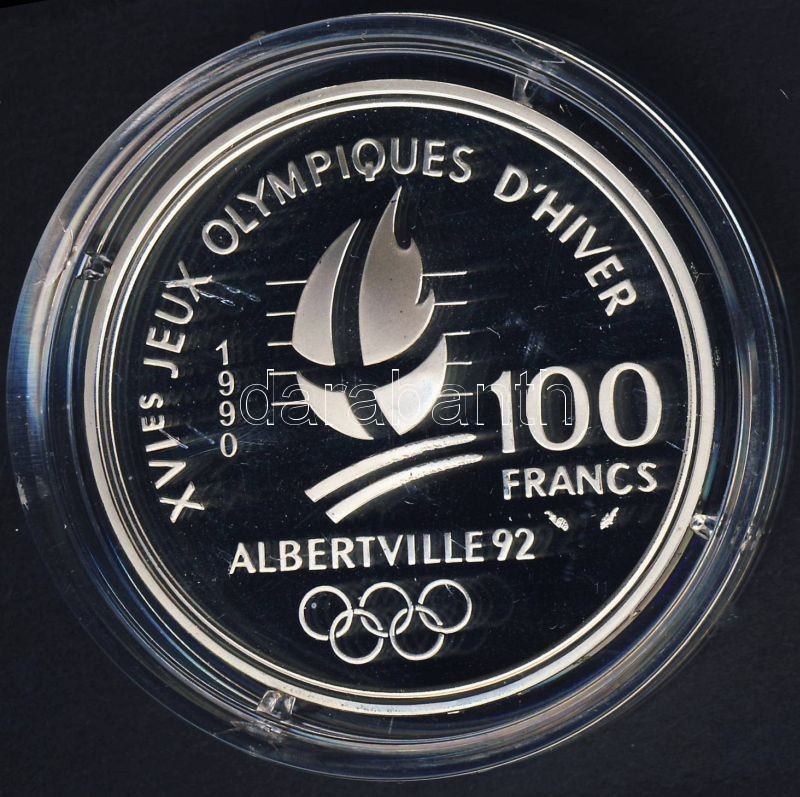 XVIES JEUX OLYMPIQUES D'HIVER
1990
darabanth
100
FRANCS
ALBERTVILLE 92